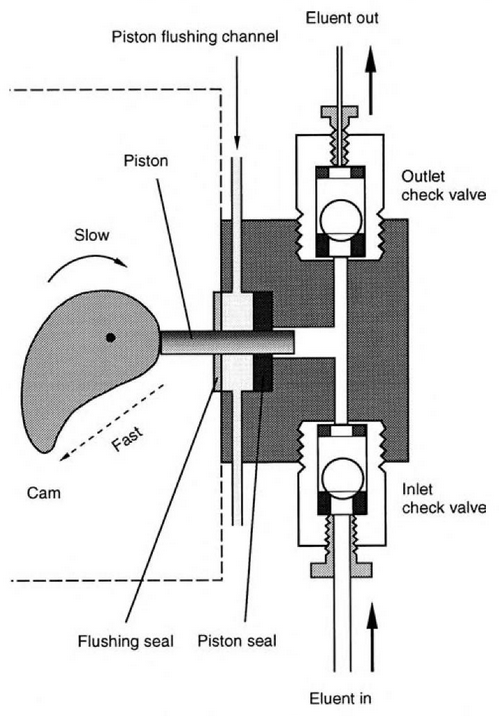 Eluent out
Piston flushing channel
Piston
Outlet
check valve
Slow
Fast
Cam
Inlet
check valve
Flushing seal
Piston seal
Eluent in